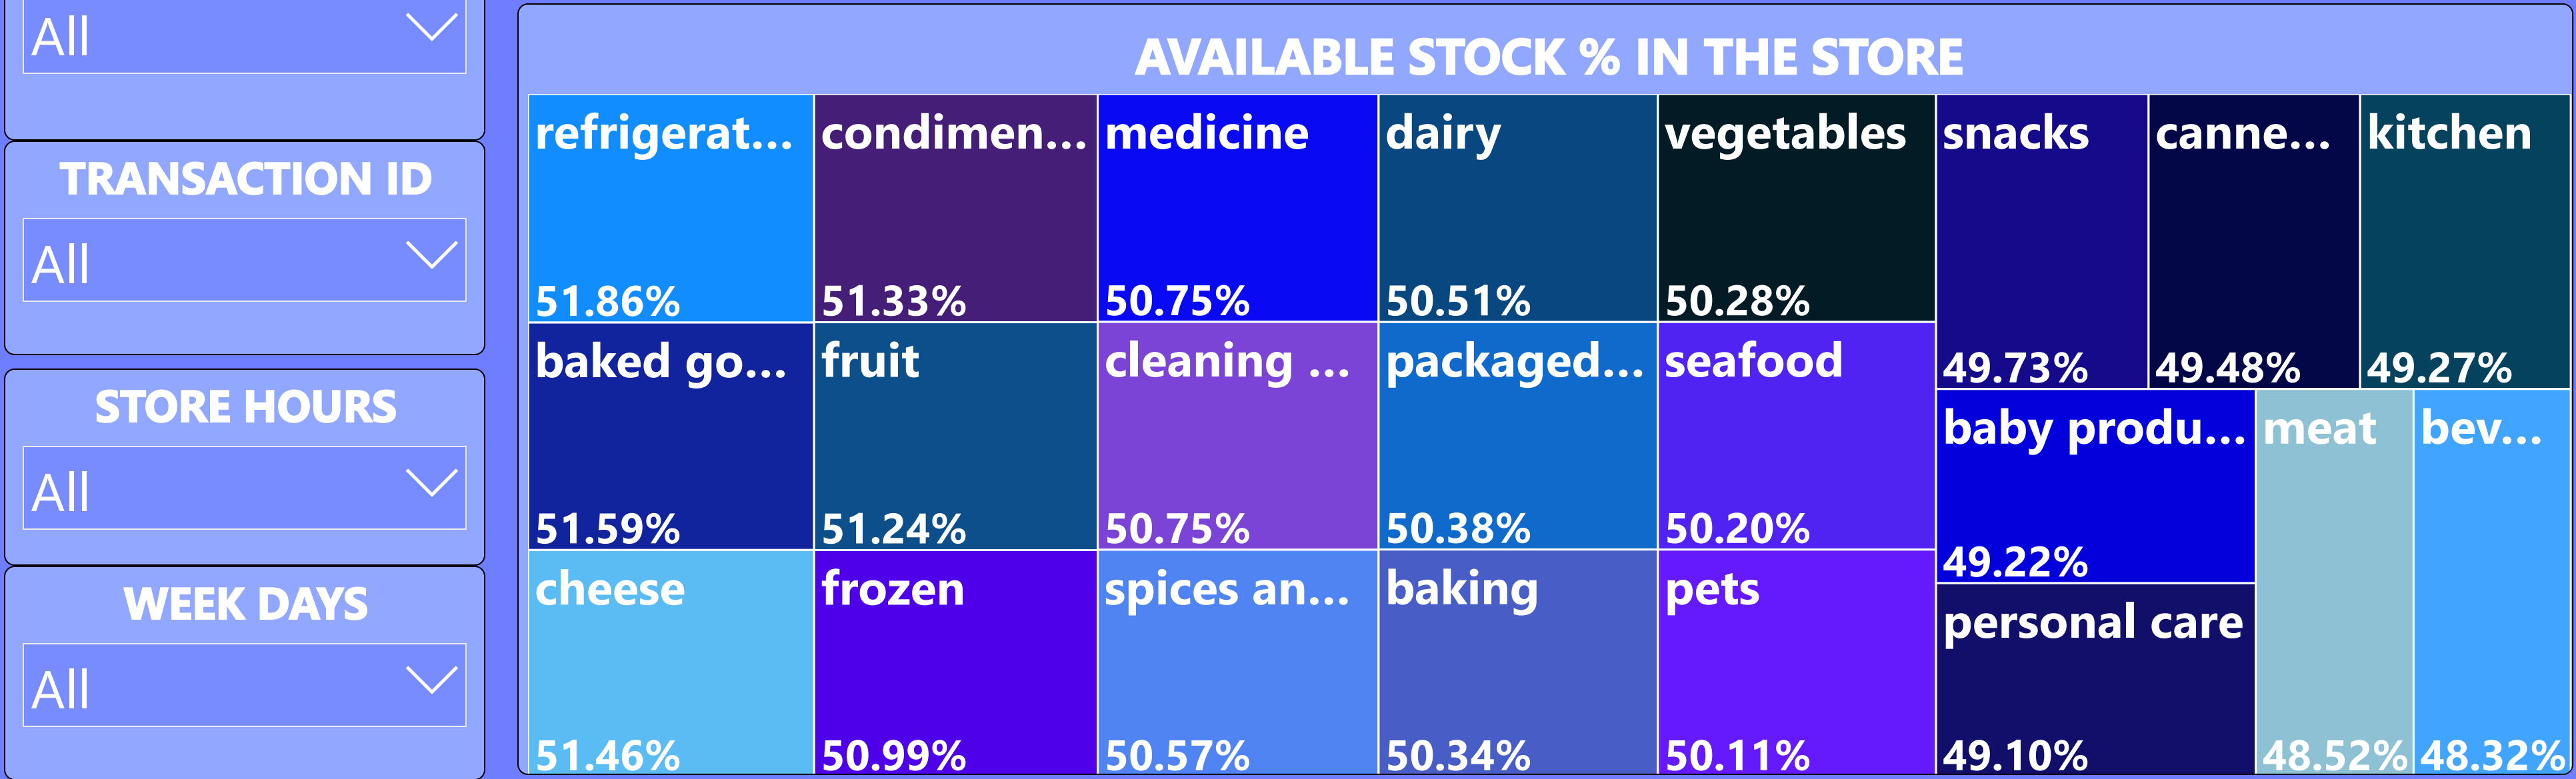 All
TRANSACTION ID
All
STORE HOURS
All
WEEK DAYS
All
AVAILABLE STOCK % IN THE STORE
refrigerat...
51.86%
baked go...
51.59%
cheese
51.46%
condimen...
51.33%
fruit
51.24%
frozen
50.99%
medicine
50.75%
cleaning ...
50.75%
spices an...
50.57%
dairy
50.51%
packaged...
50.38%
baking
50.34%
vegetables
50.28%
seafood
50.20%
pets
50.11%
snacks
49.73%
canne...
49.48%
kitchen
49.27%
baby produ...
49.22%
personal care
49.10%
meat
48.52%
bev...
48.32%